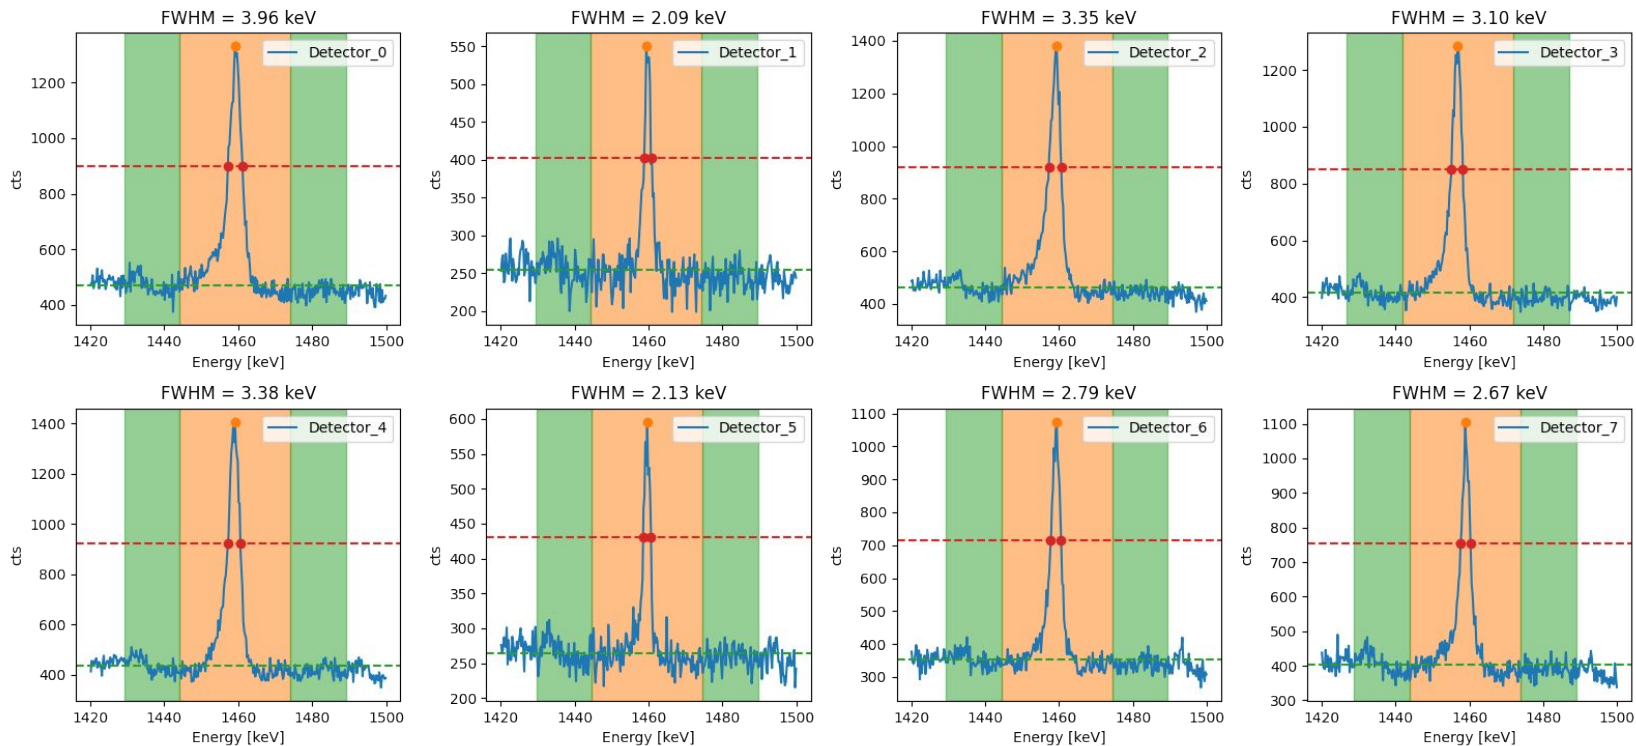 FWHM = 3.96 keV
Detector_0
cts
1200
1000
800
600
400
1420 1440 1460 1480 1500
Energy [keV]
FWHM = 2.09 keV
Detector_1
cts
550
500
450
400
350
300
250
200
1420 1440 1460 1480 1500
Energy [keV]
FWHM = 3.35 keV
Detector_2
cts
1400
1200
1000
800
600
400
1420 1440 1460 1480 1500
Energy [keV]
FWHM = 3.10 keV
Detector_3
cts
1200
1000
800
600
400
1420 1440 1460 1480 1500
Energy [keV]
FWHM = 3.38 keV
Detector_4
cts
1400
1200
1000
800
600
400
1420 1440 1460 1480 1500
Energy [keV]
FWHM = 2.13 keV
Detector_5
cts
600
550
500
450
400
350
300
250
200
1420 1440 1460 1480 1500
Energy [keV]
FWHM = 2.79 keV
Detector_6
cts
1100
1000
900
800
700
600
500
400
300
1420 1440 1460 1480 1500
Energy [keV]
FWHM = 2.67 keV
Detector_7
cts
1100
1000
900
800
700
600
500
400
300
1420 1440 1460 1480 1500
Energy [keV]